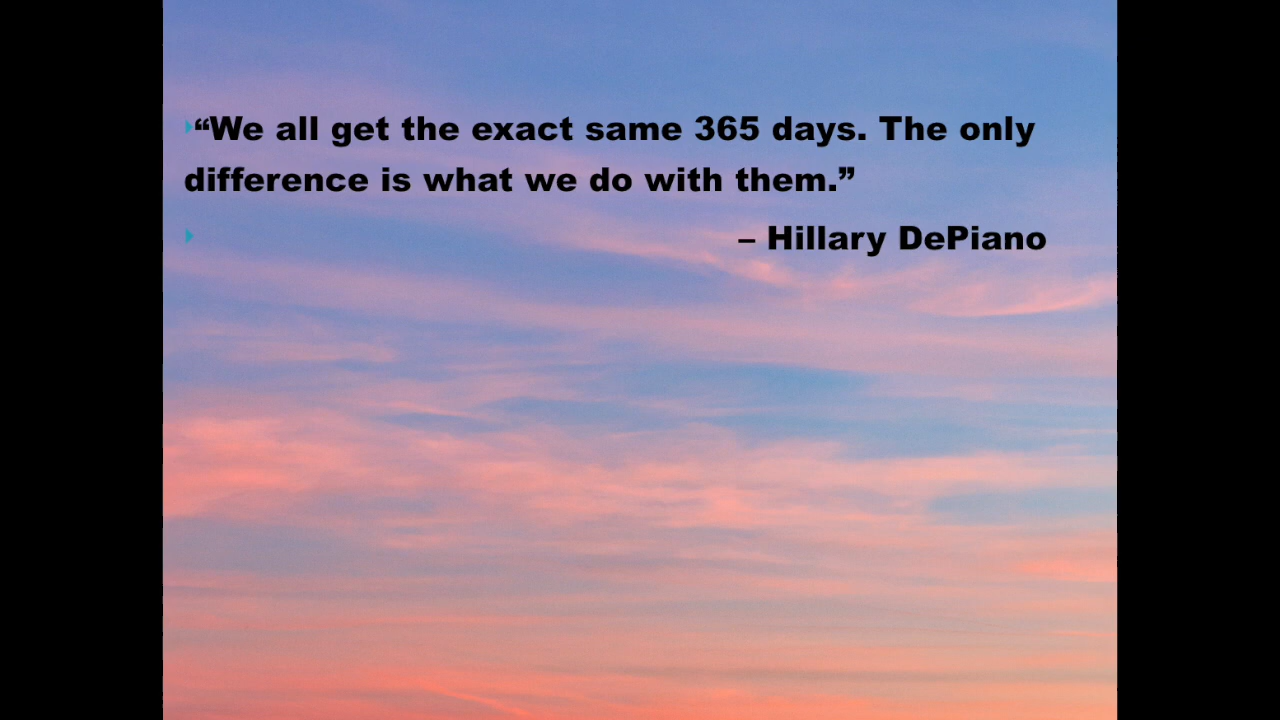 “We all get the exact same 365 days. The only
difference is what we do with them.”
– Hillary DePiano